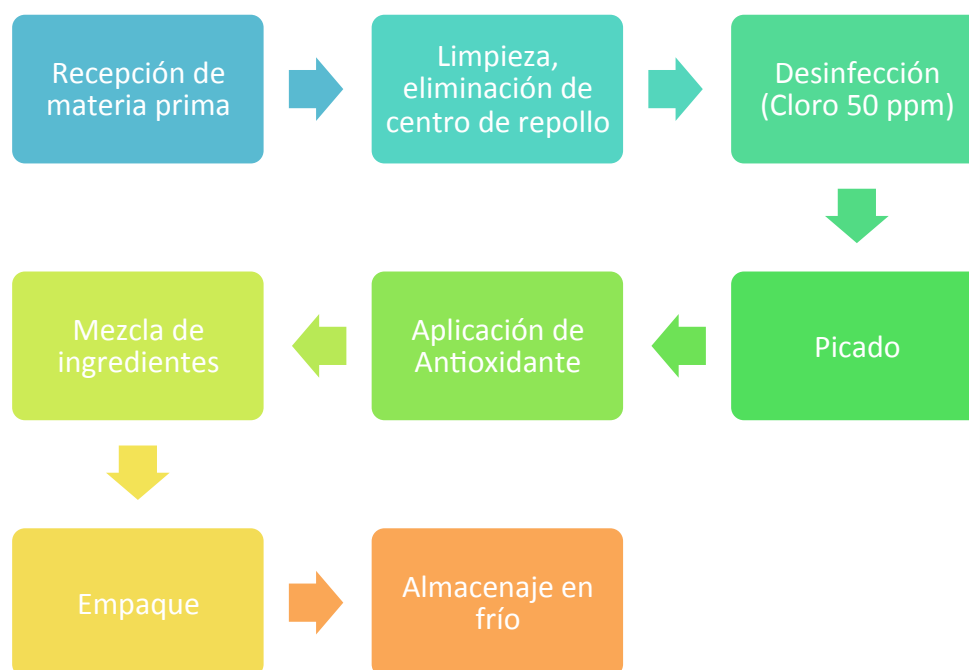 Recepción de
materia prima
Limpieza,
eliminación de
centro de repollo
Desinfección
(Cloro 50 ppm)
Picado
Aplicación de
Antioxidante
Mezcla de
ingredientes
Empaque
Almacenaje en
frío